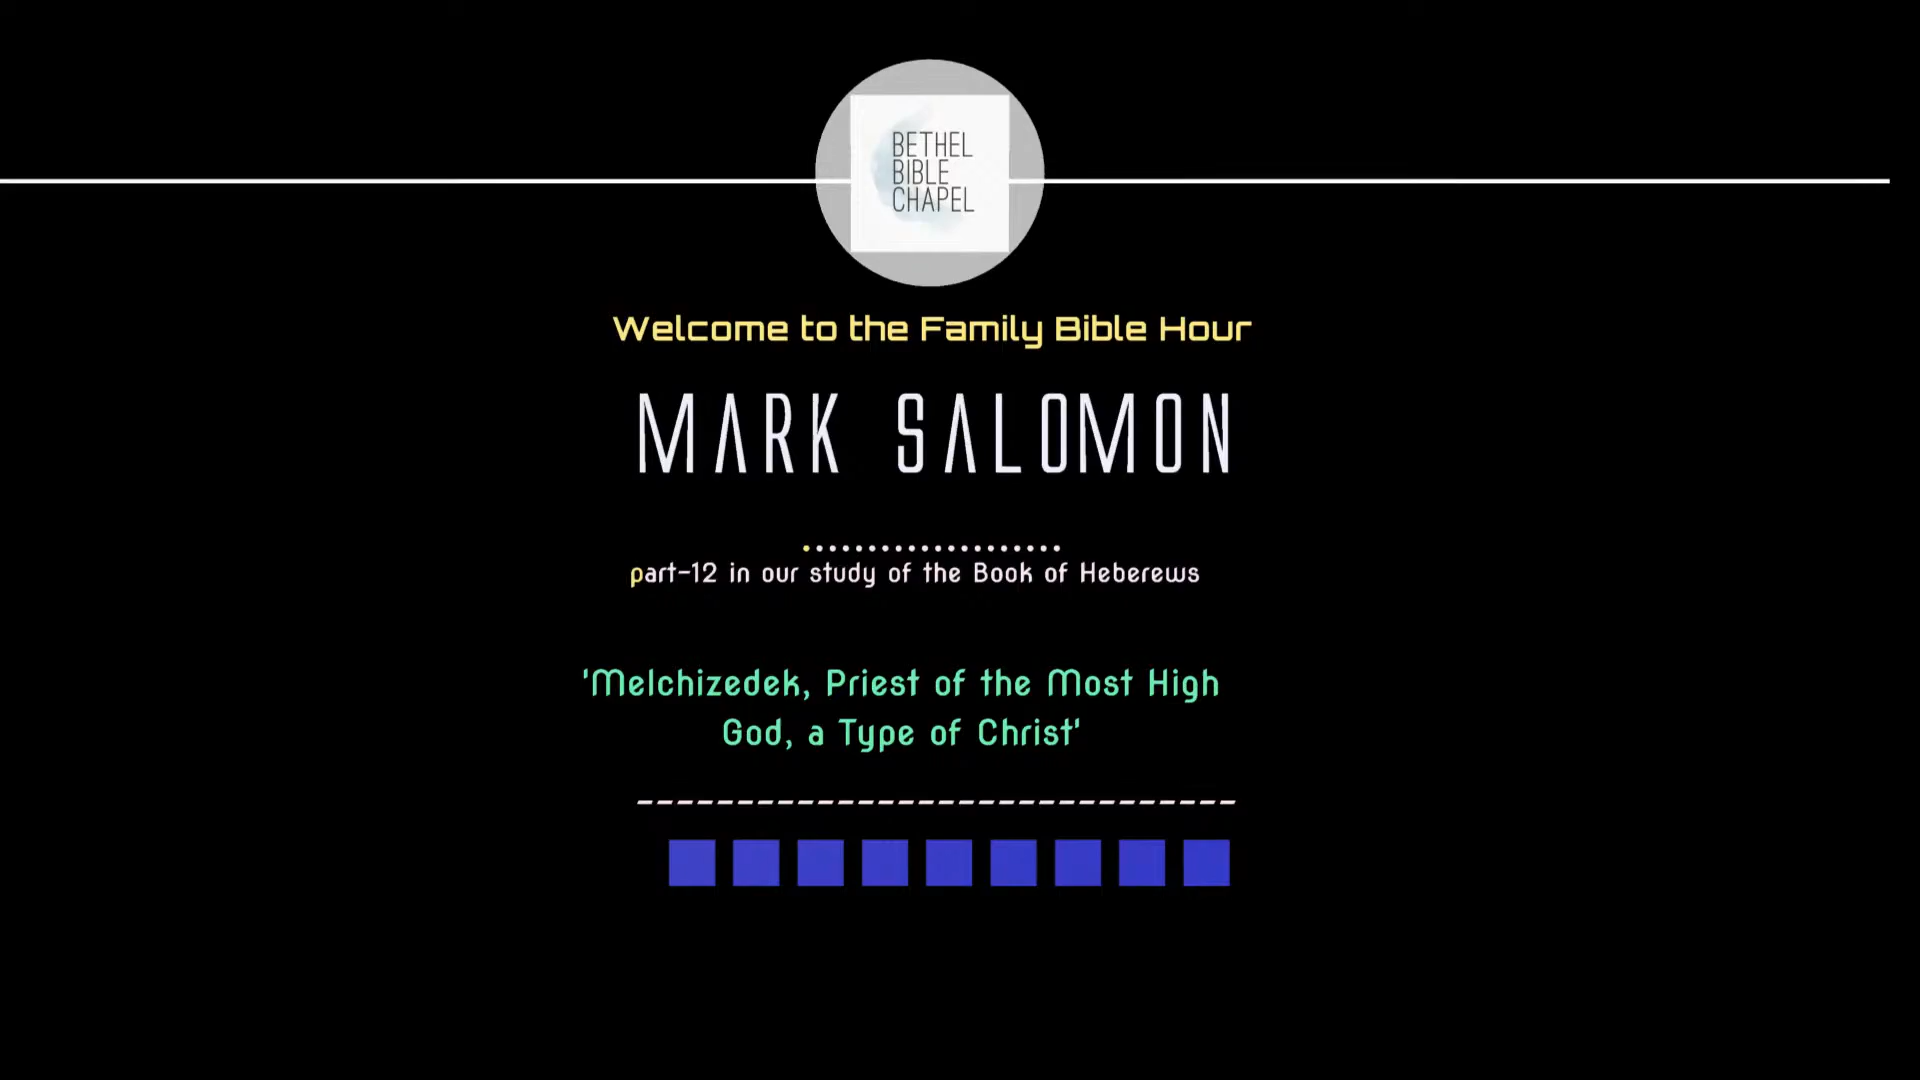 BETHEL
BIBLE
CHAPEL
Welcome to the Family Bible Hour
MARK SALOMON
part-12 in our study of the Book of Heberews
'Melchizedek, Priest of the Most High
God, a Type of Christ'